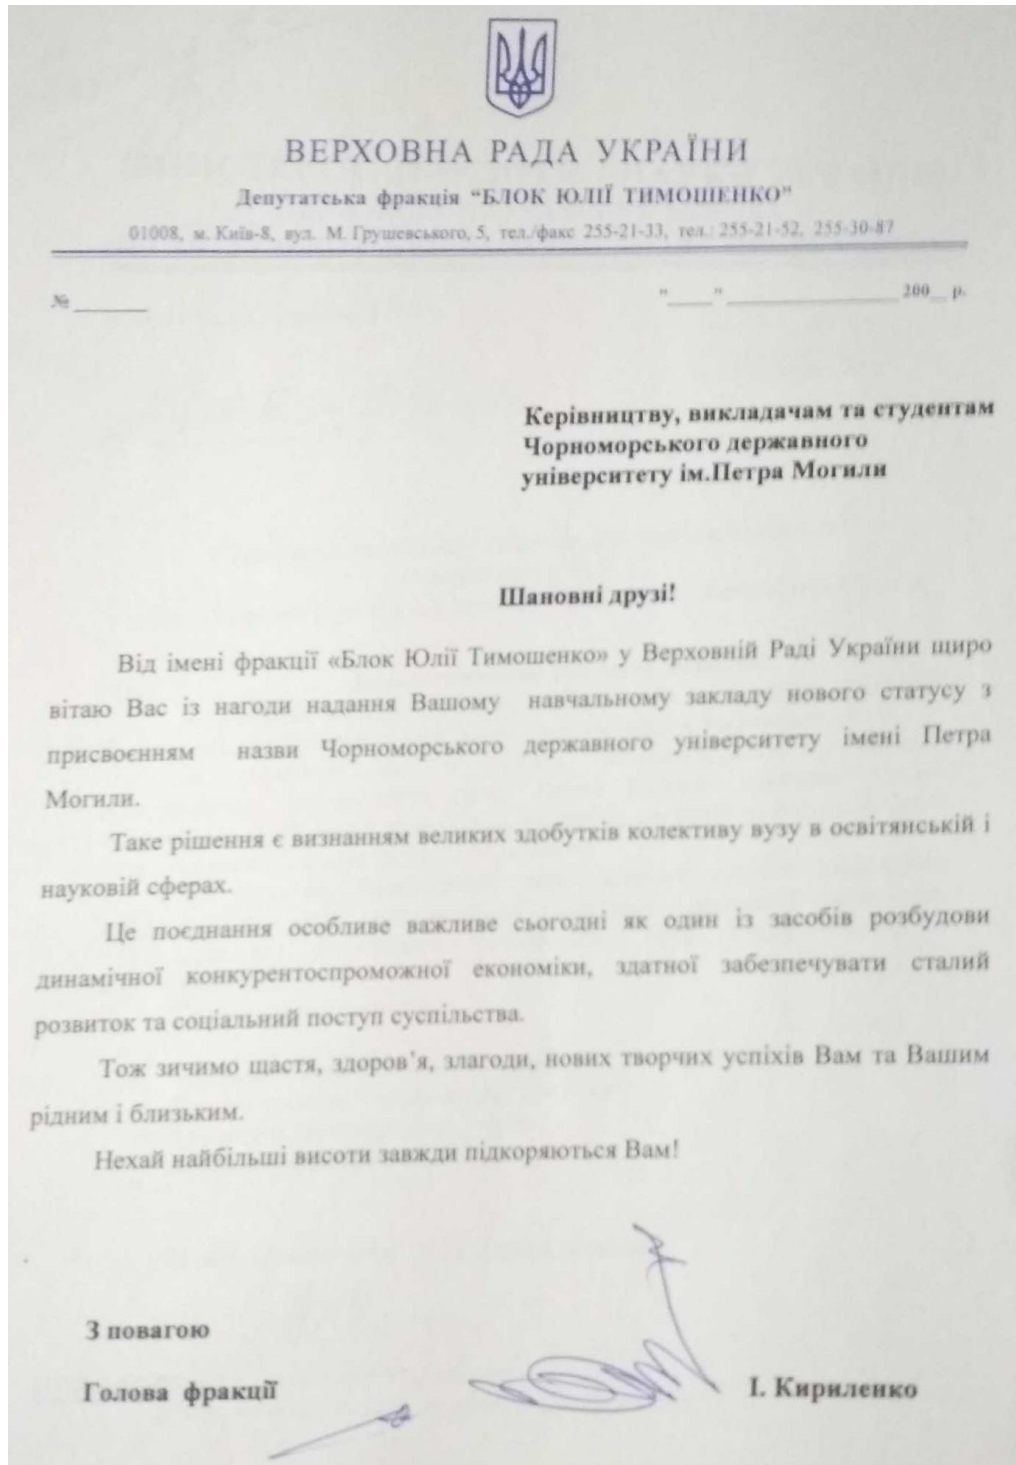 ВЕРХОВНА РАДА УКРАЇНИ
Депутатська фракція “БЛОК ЮЛІЇ ТИМОШЕНКО”
01008, м. Київ-8, вул. М. Грушевського, 5, тел./факс 255-21-33, тел.: 255-21-52, 255-30-87
№ _______
"_____" ___________________ 200__ р.
Керівництву, викладачам та студентам
Чорноморського державного
університету ім.Петра Могили
Шановні друзі!
Від імені фракції «Блок Юлії Тимошенко» у Верховній Раді України щиро
вітаю Вас із нагоди надання Вашому навчальному закладу нового статусу з
присвоєнням назви Чорноморського державного університету імені Петра
Могили.
Таке рішення є визнанням великих здобутків колективу вузу в освітянській і
науковій сферах.
Це поєднання особливе важливе сьогодні як один із засобів розбудови
динамічної конкурентоспроможної економіки, здатної забезпечувати сталий
розвиток та соціальний поступ суспільства.
Тож зичимо щастя, здоров’я, злагоди, нових творчих успіхів Вам та Вашим
рідним і близьким.
Нехай найбільші висоти завжди підкоряються Вам!
З повагою
Голова фракції
І. Кириленко